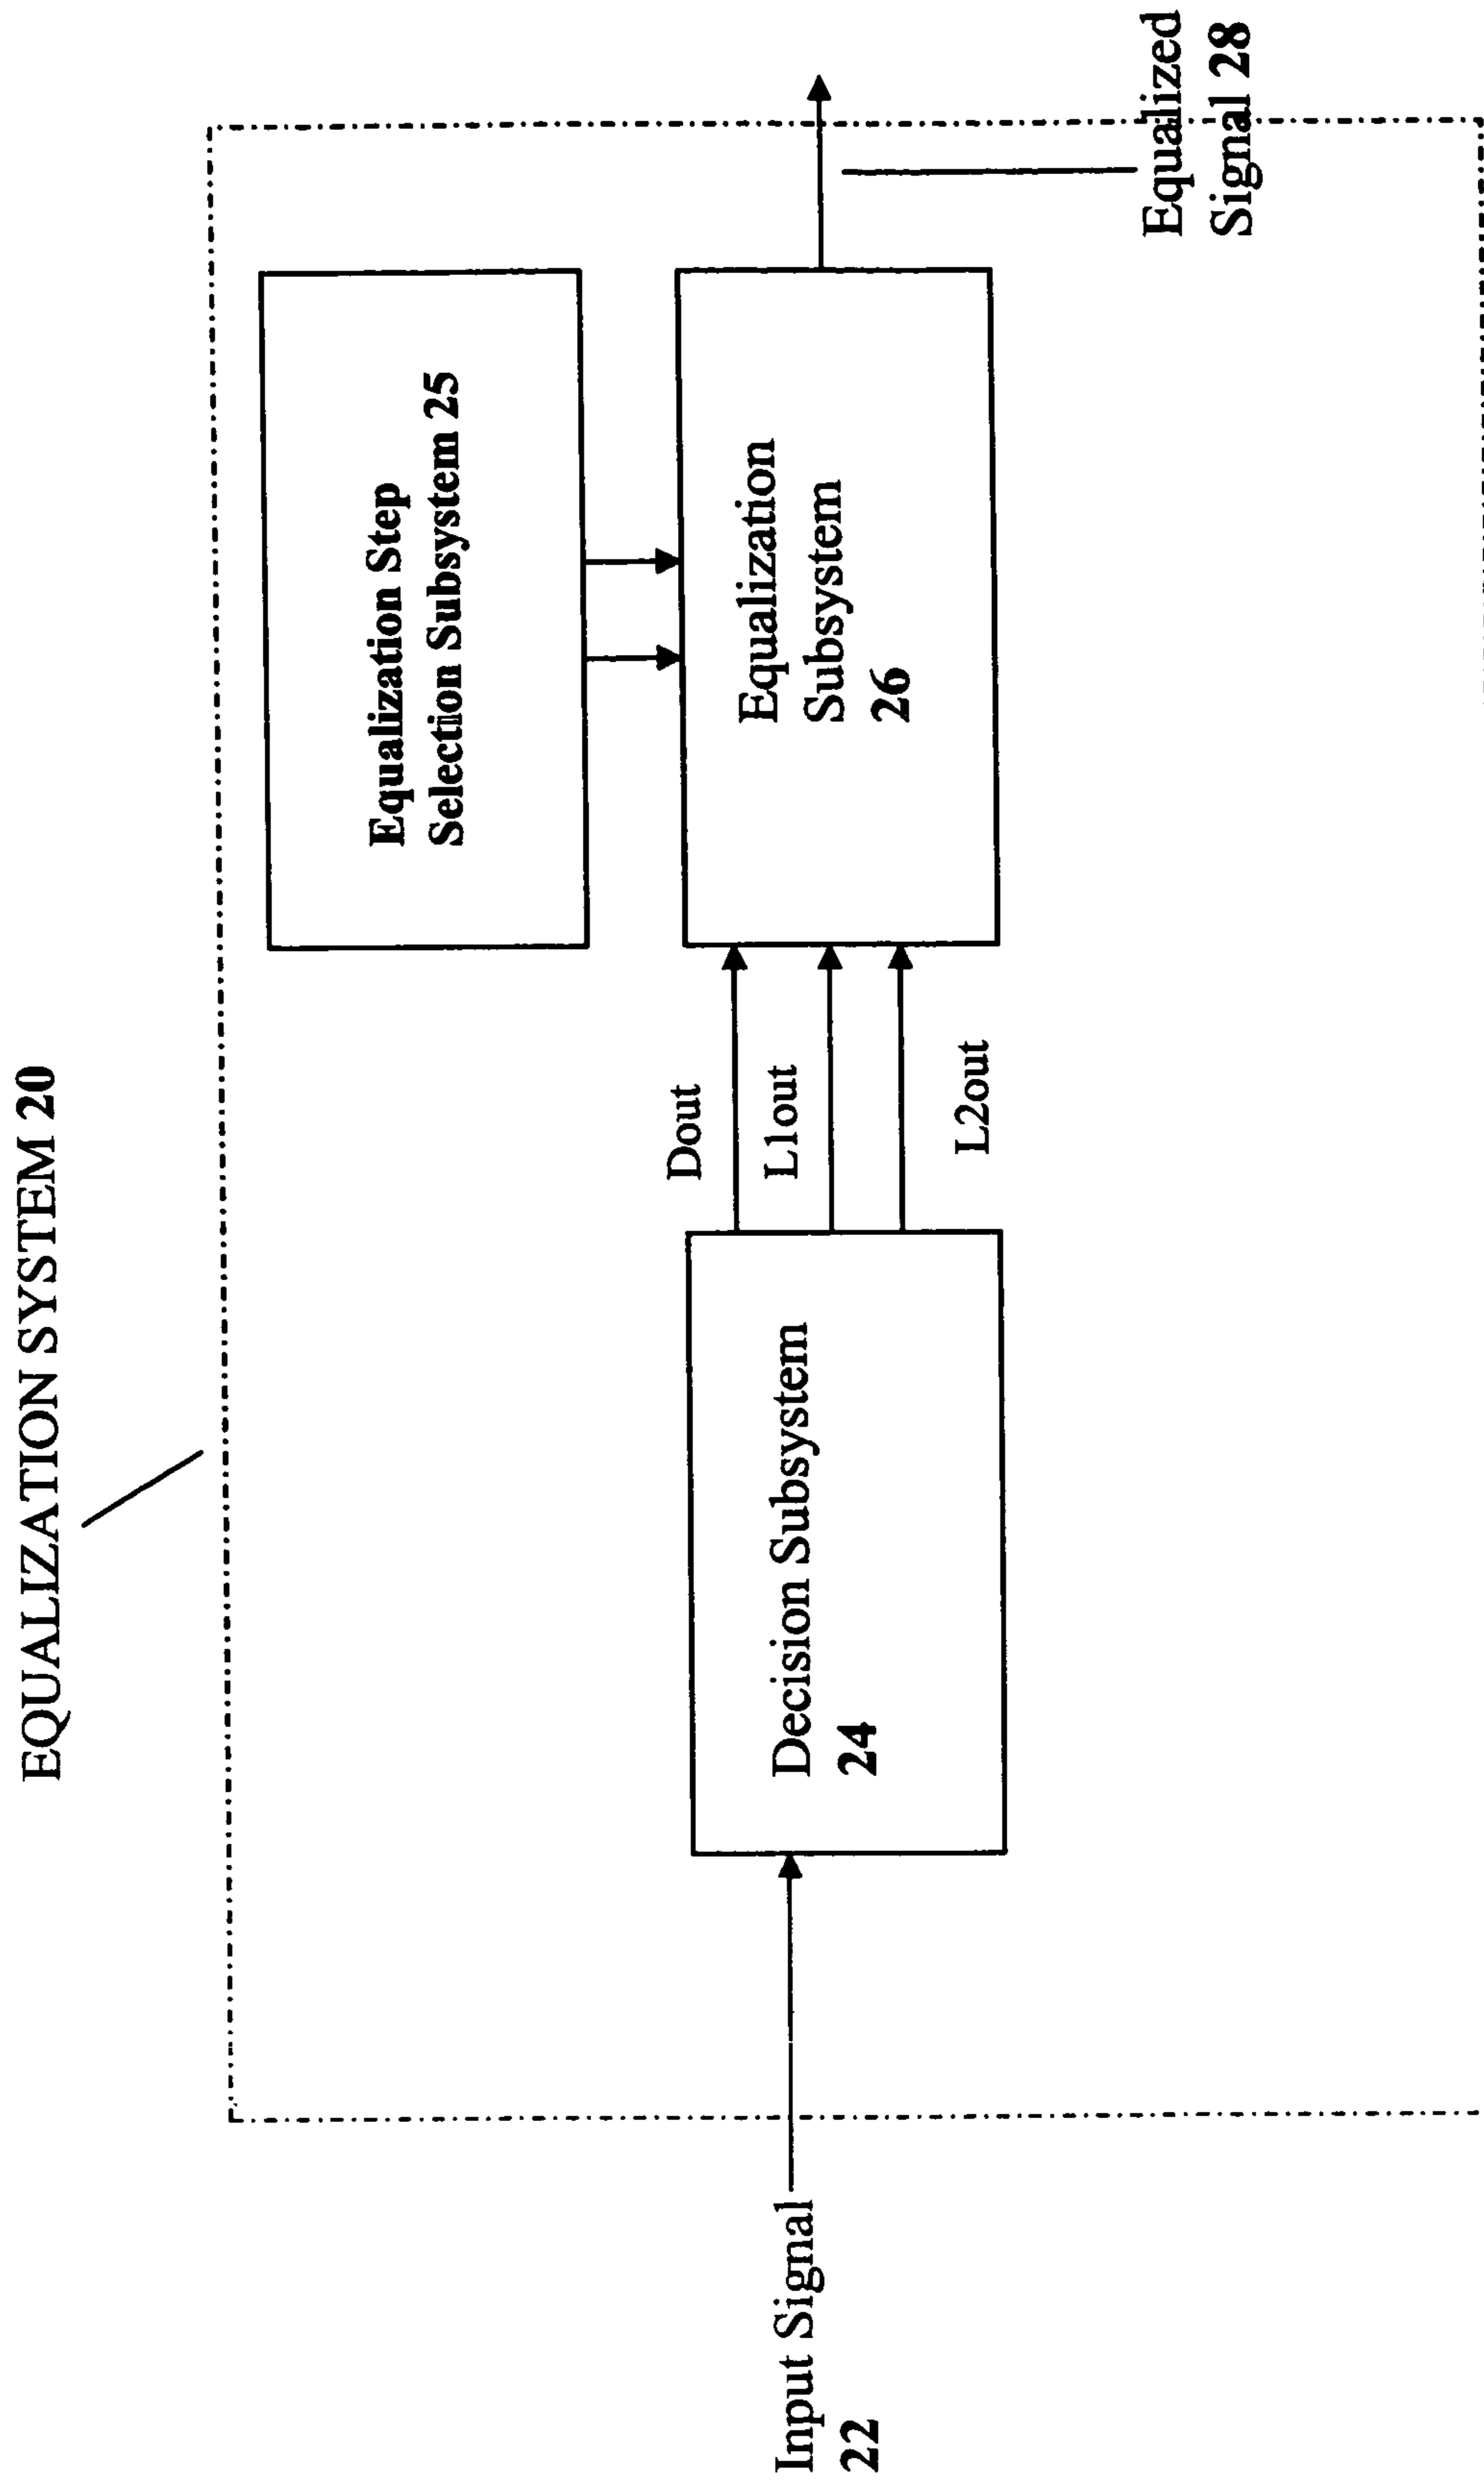 EQUALIZATION SYSTEM 20
Equalization Step
Selection Subsystem 25
Input Signal
22
Decision Subsystem
24
Dout
L1out
L2out
Equalization
Subsystem
26
Equalized
Signal 28